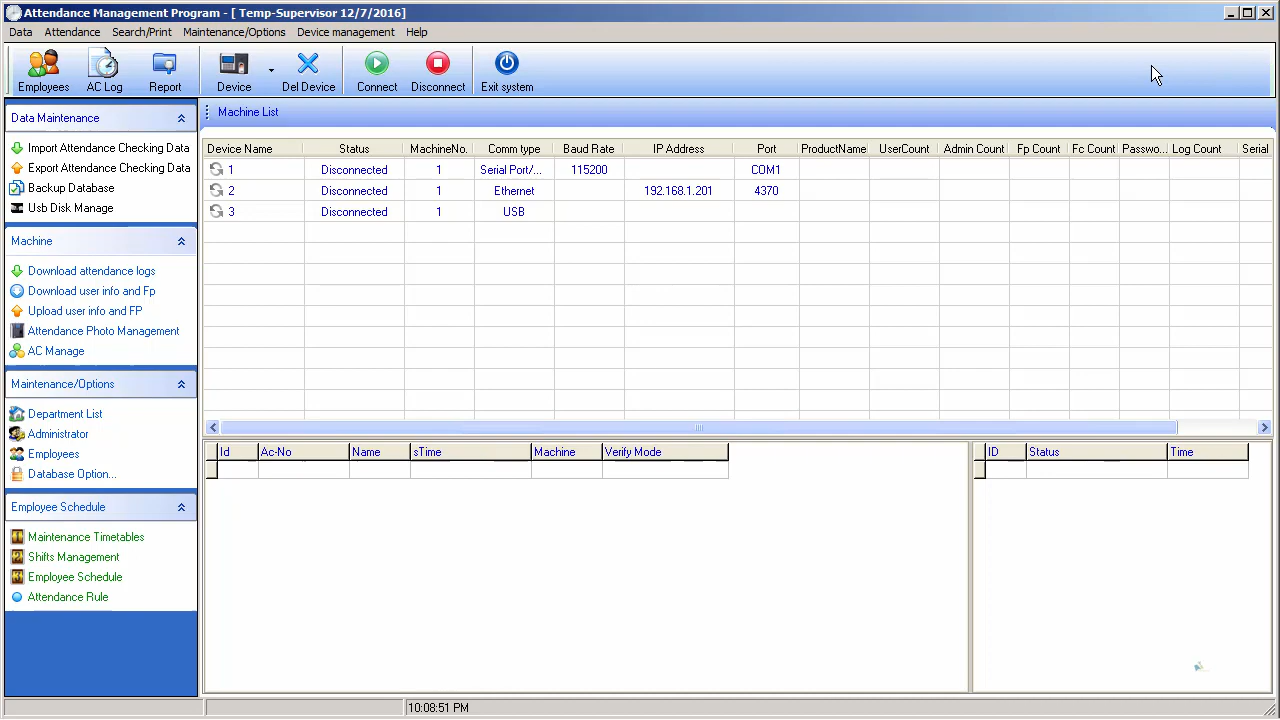 Attendance Management Program - [ Temp-Supervisor 12/7/2016]
Data Attendance Search/Print Maintenance/Options Device management Help
Employees AC Log Report Device Del Device Connect Disconnect Exit system
Data Maintenance
Import Attendance Checking Data
Export Attendance Checking Data
Backup Database
Usb Disk Manage
Machine
Download attendance logs
Download user info and Fp
Upload user info and FP
Attendance Photo Management
AC Manage
Maintenance/Options
Department List
Administrator
Employees
Database Option...
Employee Schedule
Maintenance Timetables
Shifts Management
Employee Schedule
Attendance Rule
Machine List
Device Name Status MachineNo. Comm type Baud Rate IP Address Port ProductName UserCount Admin Count Fp Count Fc Count Passwo... Log Count Serial
1 Disconnected 1 Serial Port/... 115200 COM1
2 Disconnected 1 Ethernet 192.168.1.201 4370
3 Disconnected 1 USB
Id Ac-No Name sTime Machine Verify Mode
ID Status Time
10:08:51 PM